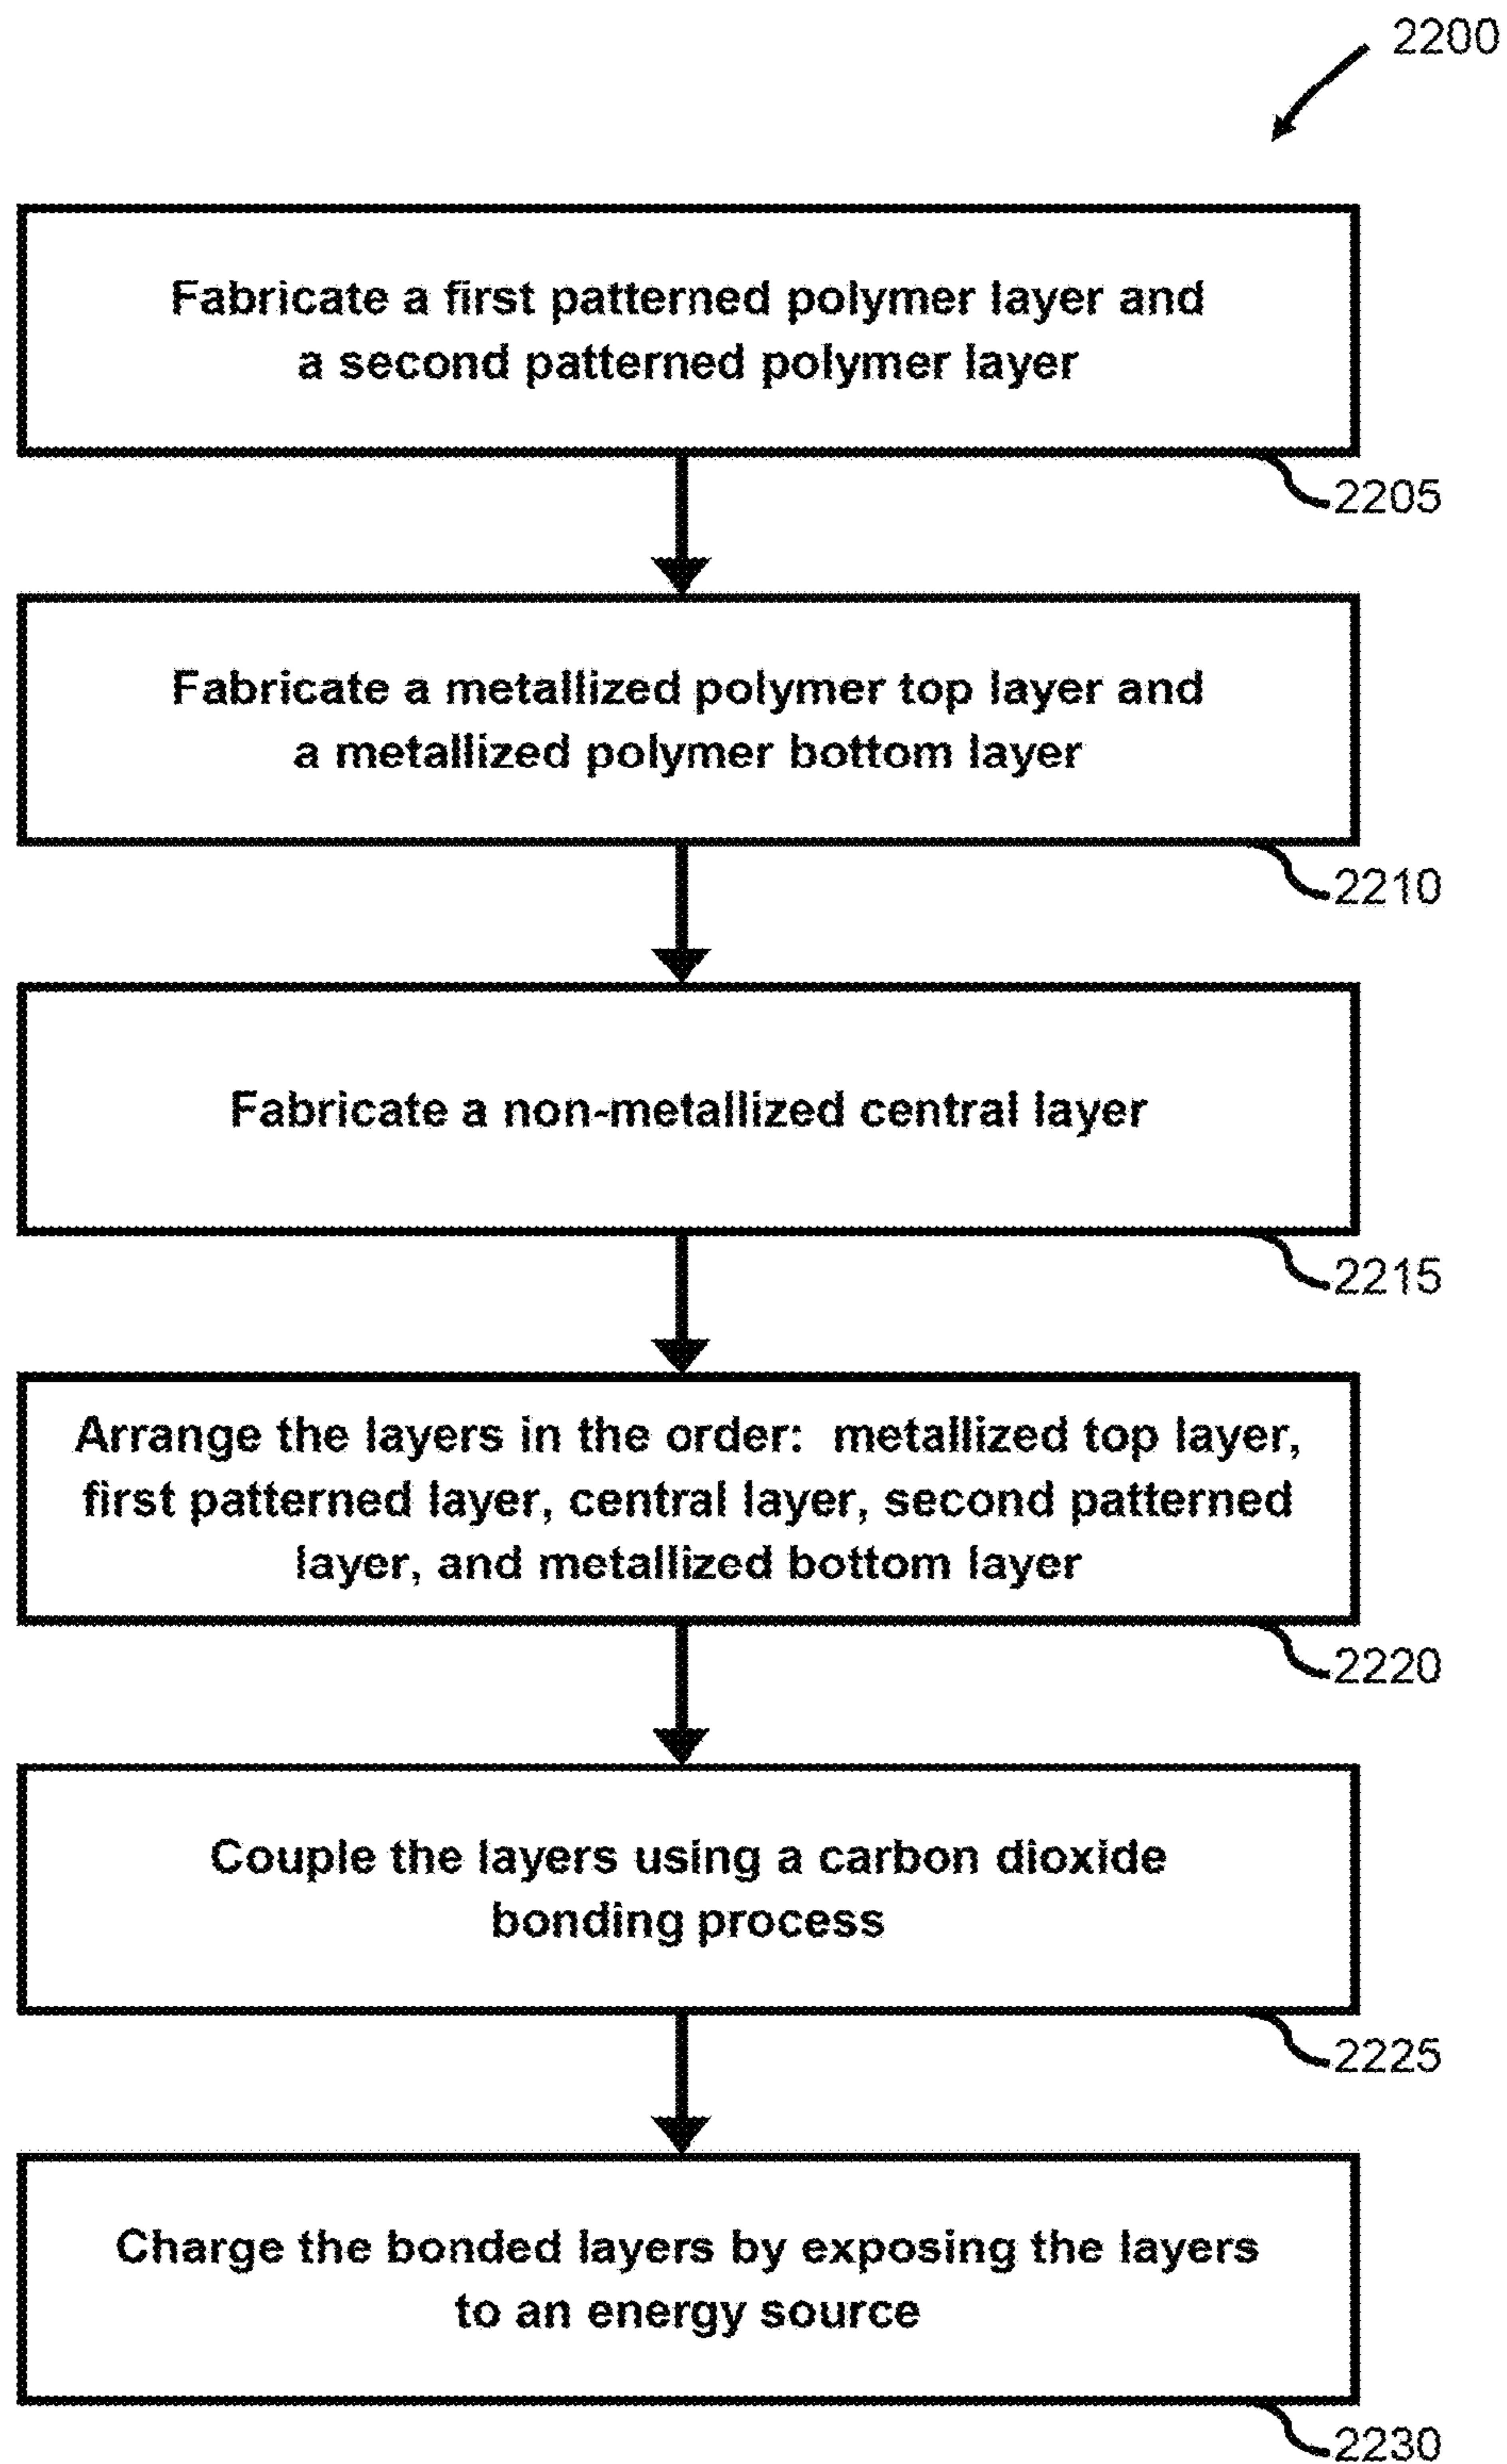 2200
Fabricate a first patterned polymer layer and
a second patterned polymer layer
2205
Fabricate a metallized polymer top layer and
a metallized polymer bottom layer
2210
Fabricate a non-metallized central layer
2215
Arrange the layers in the order: metallized top layer,
first patterned layer, central layer, second patterned
layer, and metallized bottom layer
2220
Couple the layers using a carbon dioxide
bonding process
2225
Charge the bonded layers by exposing the layers
to an energy source
2230